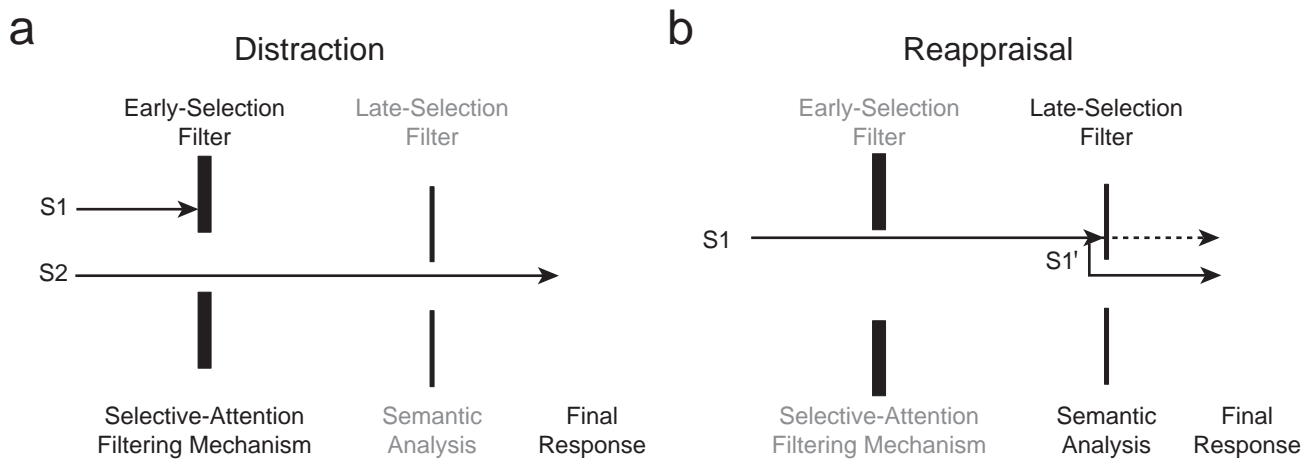 a
Distraction
Early-Selection
Filter
Late-Selection
Filter
S1
S2
Selective-Attention
Filtering Mechanism
Semantic
Analysis
Final
Response
b
Reappraisal
Early-Selection
Filter
Late-Selection
Filter
S1
S1'
Selective-Attention
Filtering Mechanism
Semantic
Analysis
Final
Response